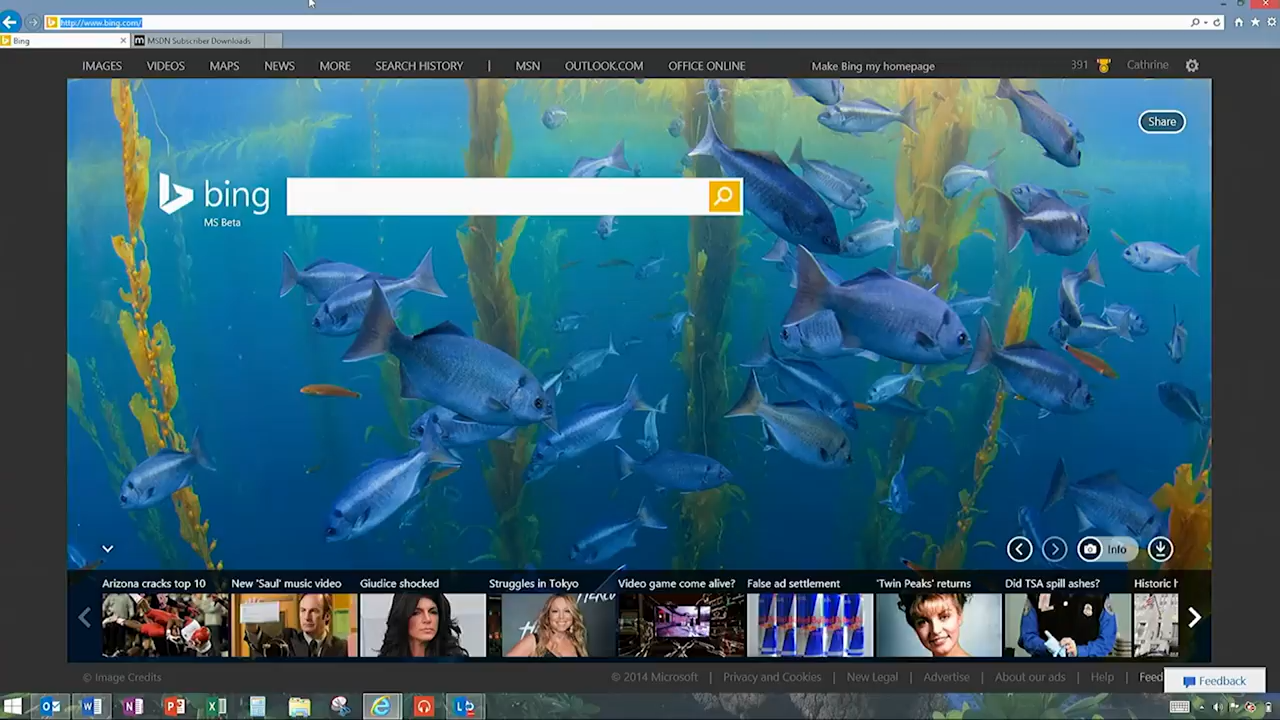 http://www.bing.com/
Bing
MSDN Subscriber Downloads
IMAGES VIDEOS MAPS NEWS MORE SEARCH HISTORY | MSN OUTLOOK.COM OFFICE ONLINE Make Bing my homepage 391 Cathrine
Share
bing
MS Beta
Info
Arizona cracks top 10 New 'Saul' music video Giudice shocked Struggles in Tokyo Video game come alive? False ad settlement 'Twin Peaks' returns Did TSA spill ashes? Historic h
© Image Credits © 2014 Microsoft | Privacy and Cookies | New Legal | Advertise | About our ads | Help | Feed
Feedback